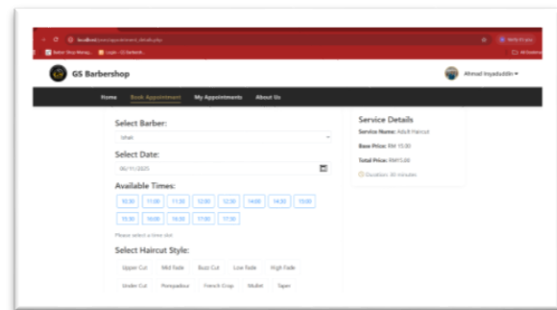 GS Barbershop
Home Book Appointment My Appointments About Us
Select Barber:
Select Date:
06/11/2025
Available Times:
10:30 11:00 11:30 12:00 12:30 14:00 14:30 15:00
15:30 16:00 16:30 17:00 17:30
Please select a time slot.
Select Haircut Style:
Upper Cut Mid Fade Buzz Cut Low Fade High Fade
Under Cut Pompadour French Crop Mullet Taper
Service Details
Service Name: Adult Haircut
Base Price: RM 15.00
Total Price: RM15.00
Duration: 30 minutes